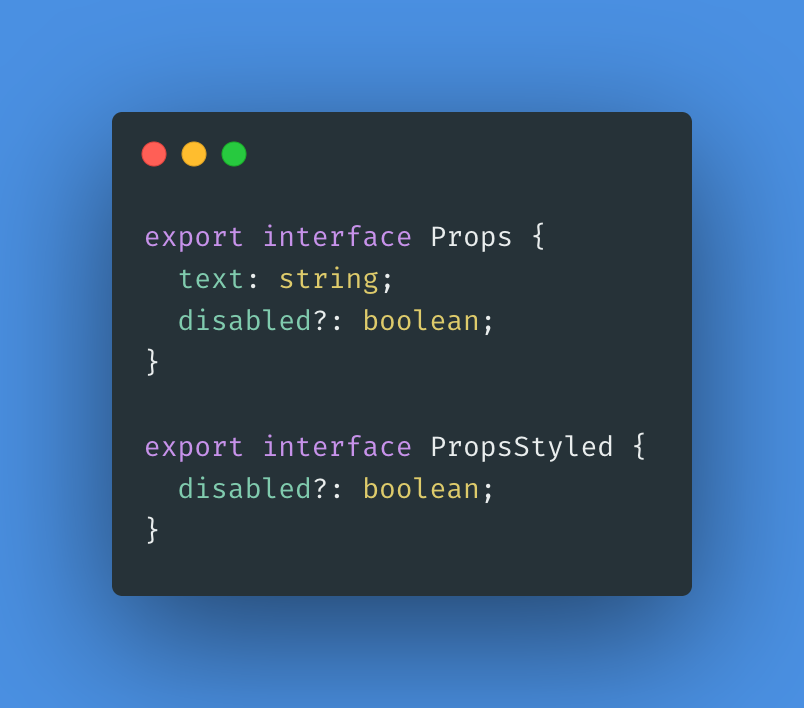 export interface Props {
  text: string;
  disabled?: boolean;
}

export interface PropsStyled {
  disabled?: boolean;
}